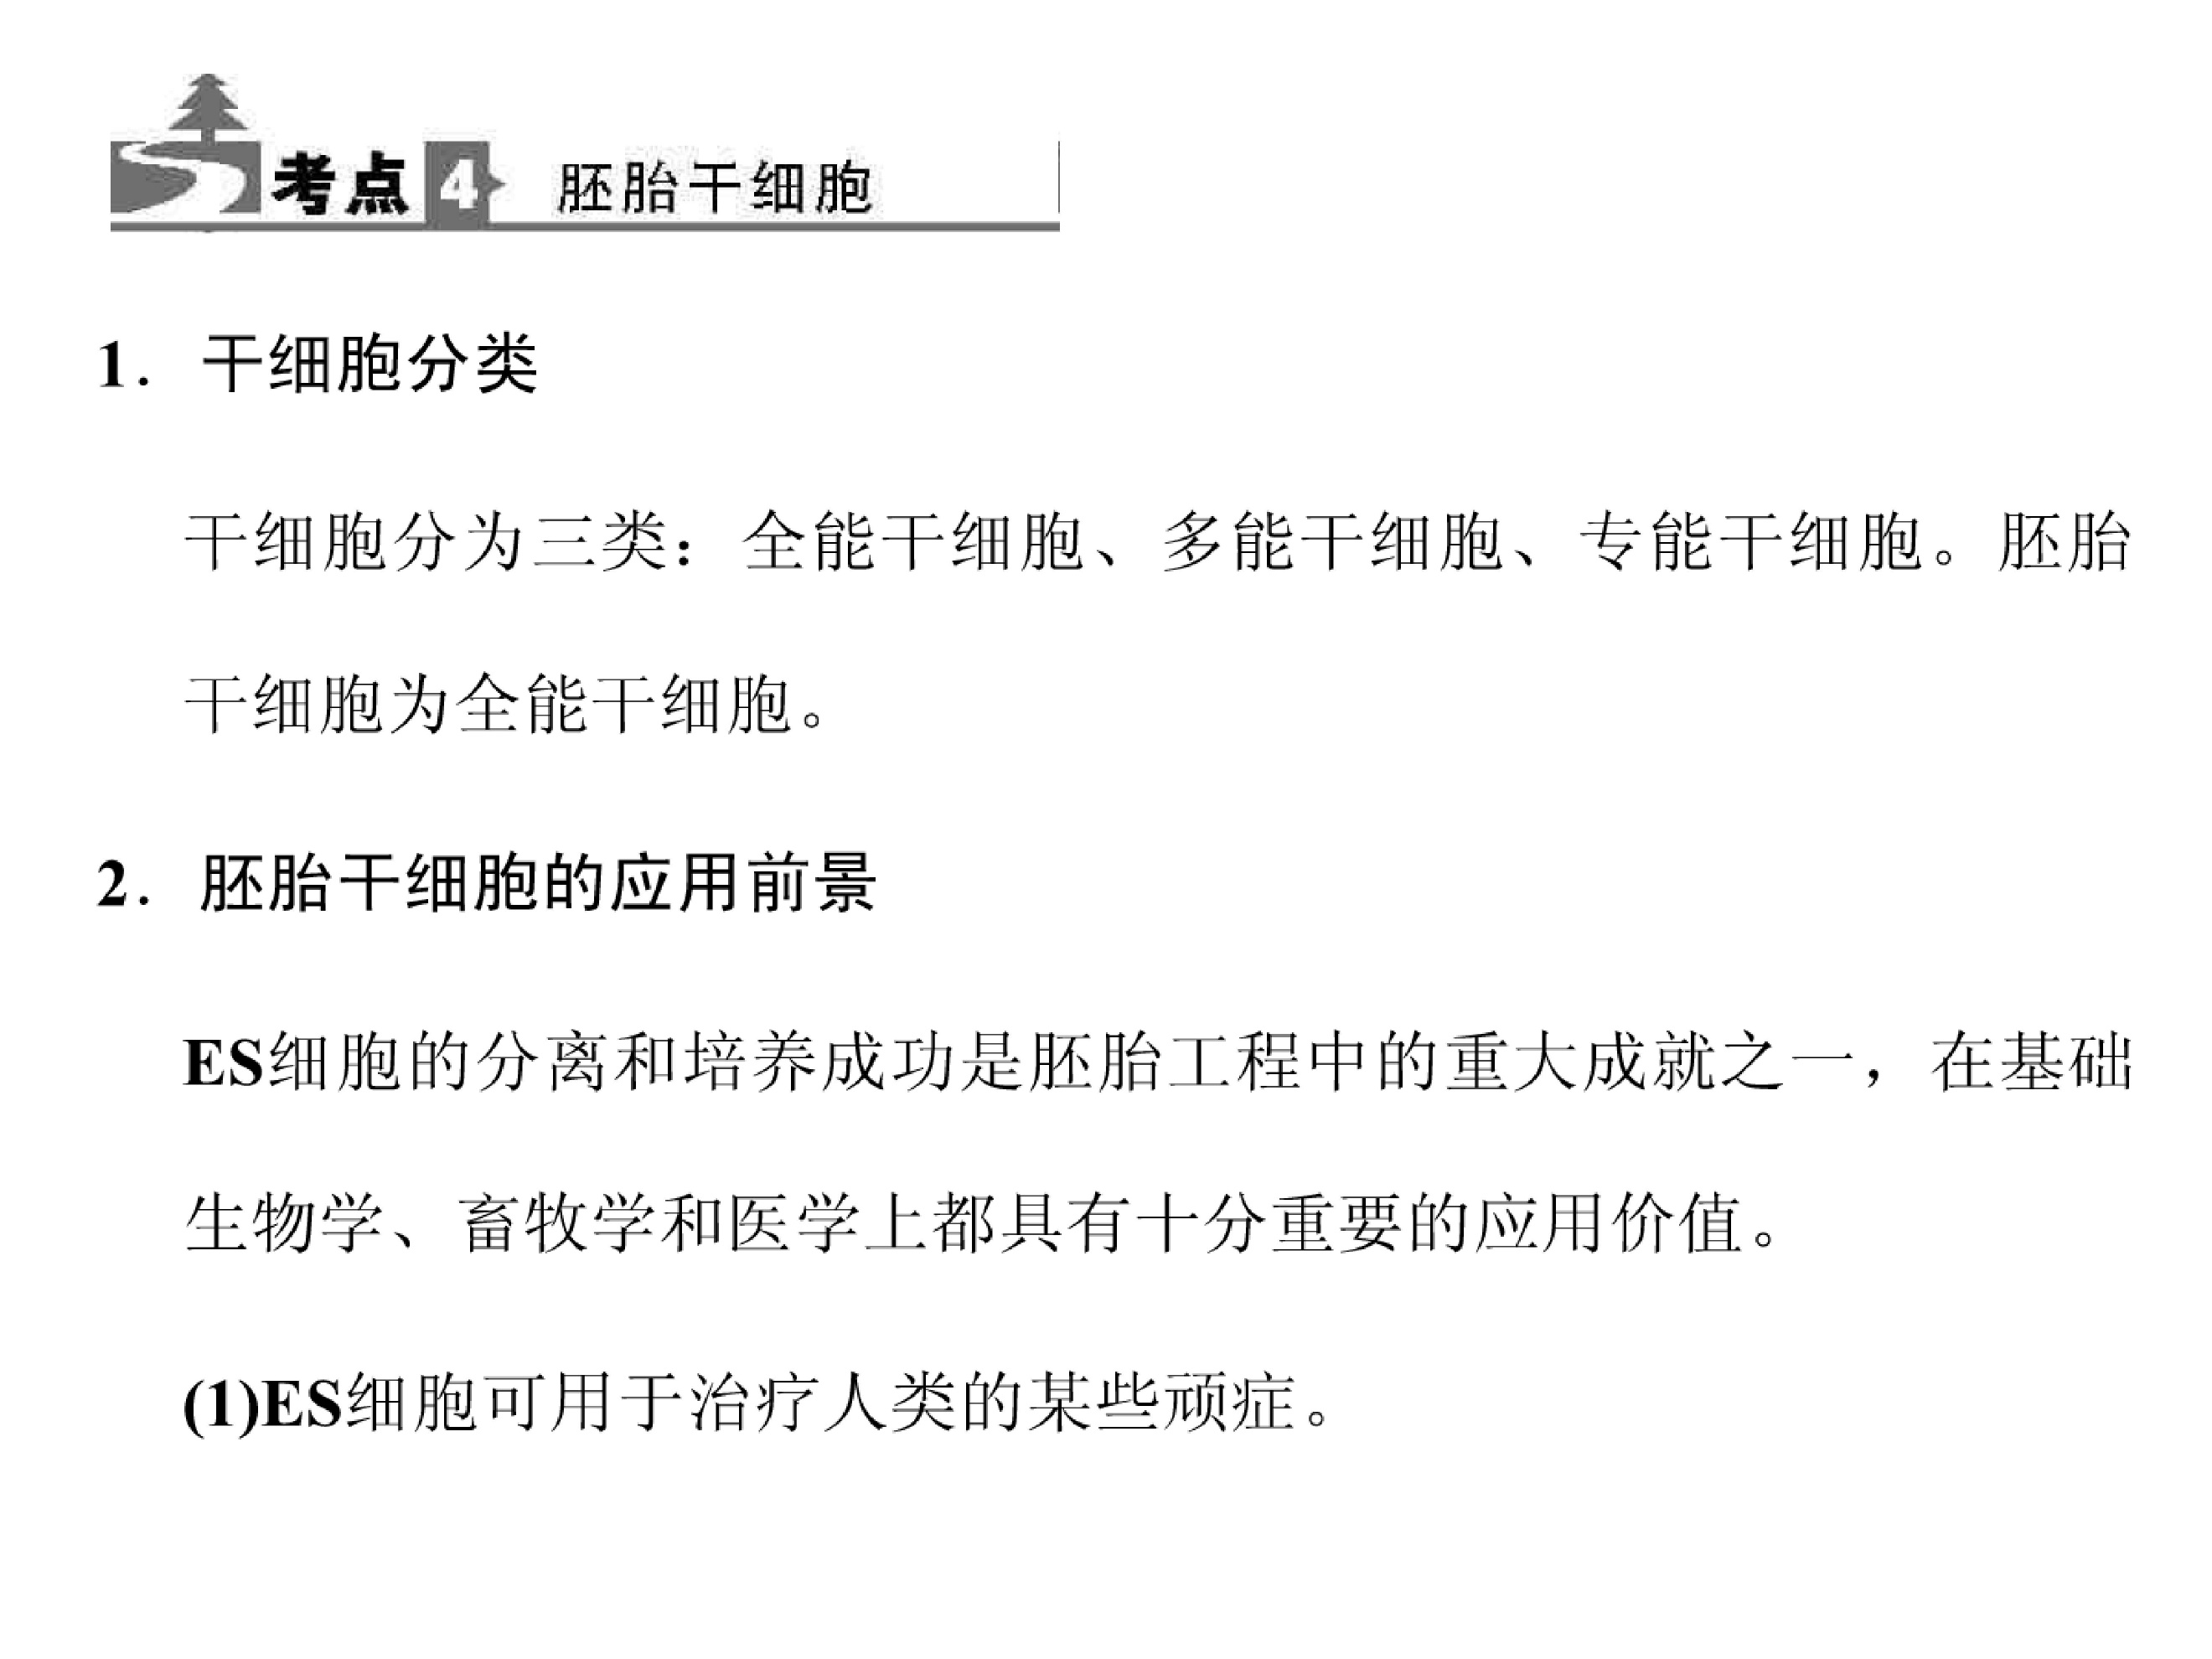 考点 4 胚胎干细胞
1． 干细胞分类
干细胞分为三类：全能干细胞、多能干细胞、专能干细胞。胚胎
干细胞为全能干细胞。
2． 胚胎干细胞的应用前景
ES细胞的分离和培养成功是胚胎工程中的重大成就之一，在基础
生物学、畜牧学和医学上都具有十分重要的应用价值。
(1)ES细胞可用于治疗人类的某些顽症。